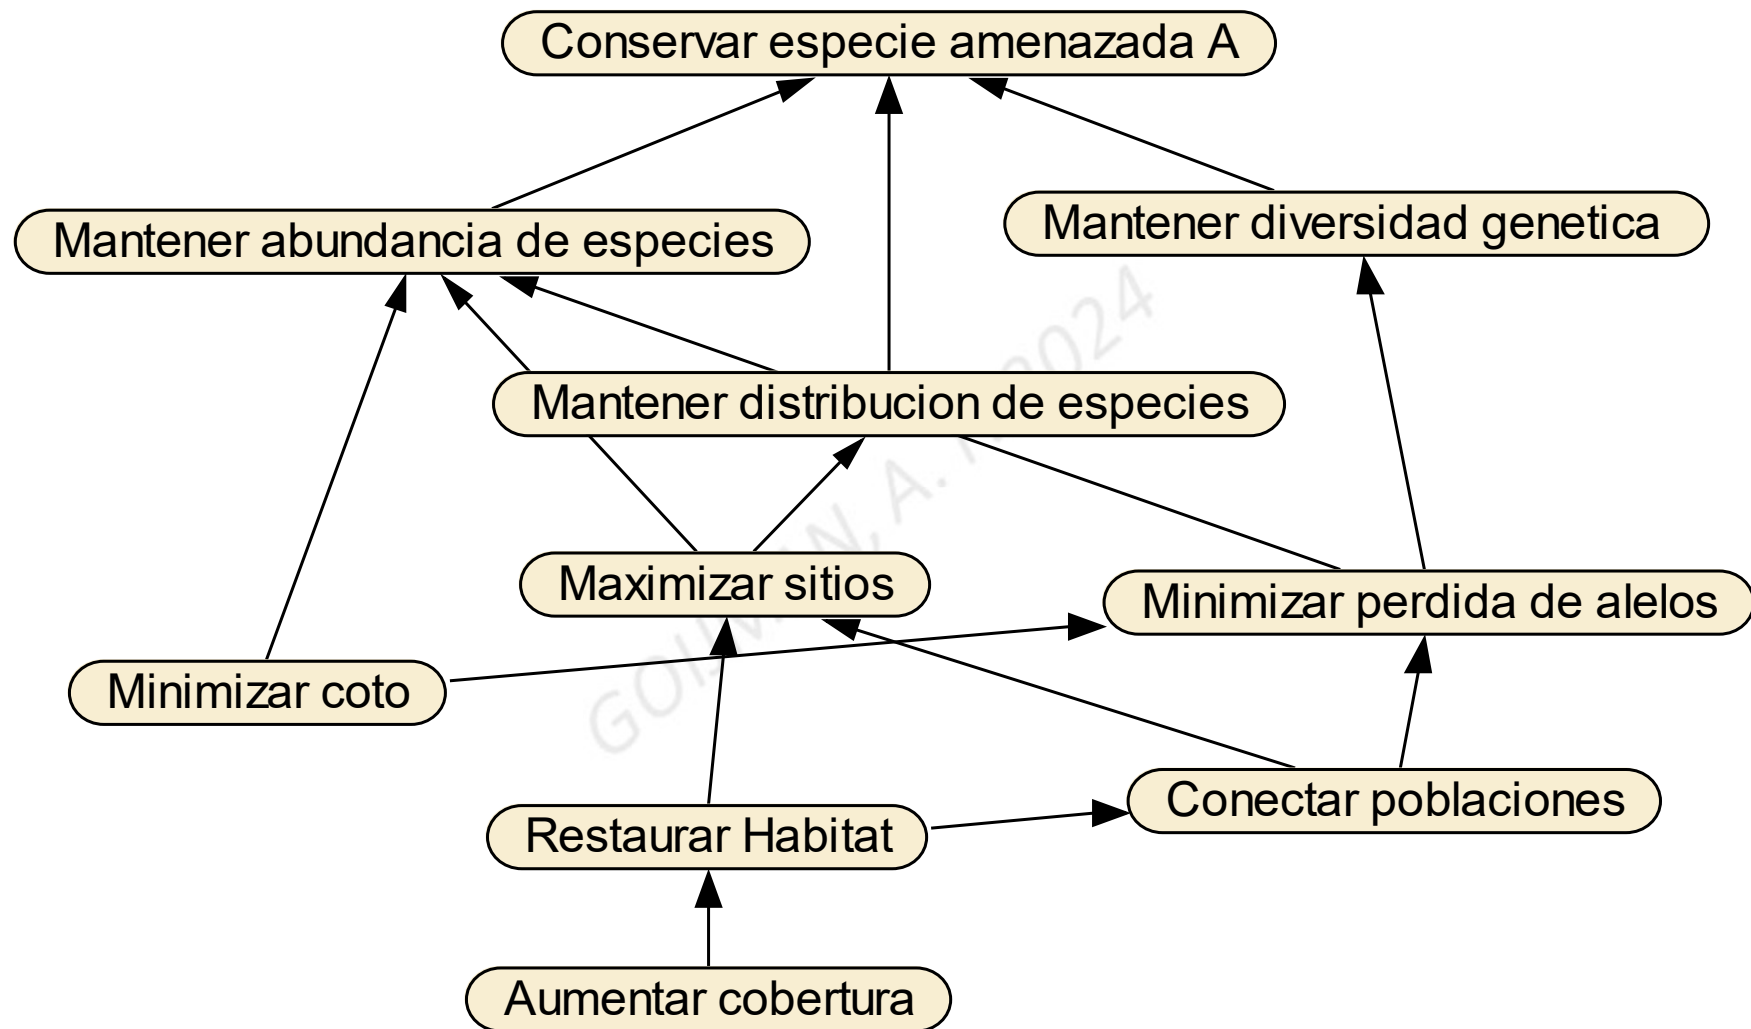 Conservar especie amenazada A
Mantener abundancia de especies
Mantener diversidad genetica
Mantener distribucion de especies
Maximizar sitios
Minimizar perdida de alelos
Minimizar coto
Conectar poblaciones
Restaurar Habitat
Aumentar cobertura